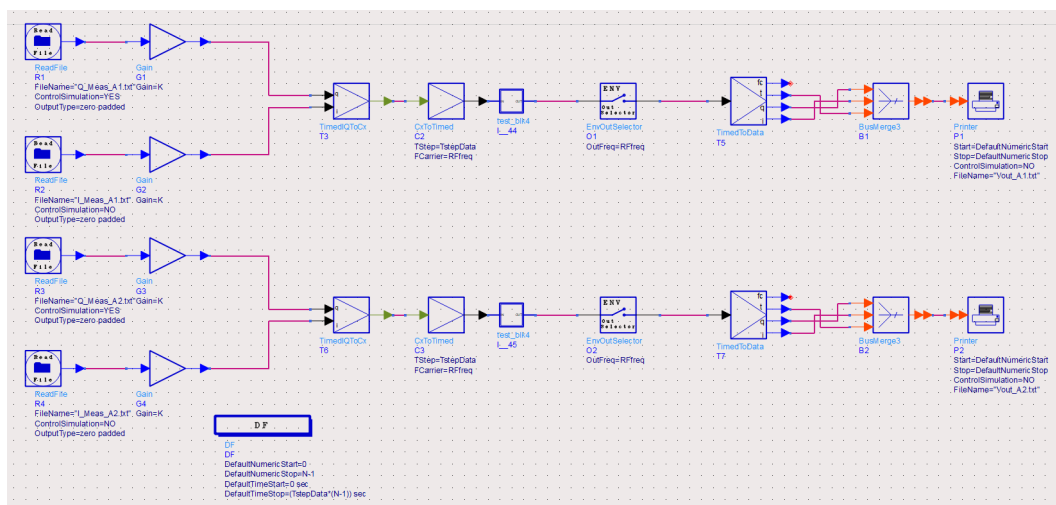 Read
File
ReadFile
R1
FileName="Q_Meas_A1.txt"
ControlSimulation=YES
OutputType=zero padded
Gain
G1
Gain=K
Read
File
ReadFile
R2
FileName="I_Meas_A1.txt"
ControlSimulation=NO
OutputType=zero padded
Gain
G2
Gain=K
q
i
TimedIQToCx
T3
CxToTimed
C2
TStep=TstepData
FCarrier=RFfreq
test_blk4
I__44
ENV
Out
Selector
EnvOutSelector
O1
OutFreq=RFfreq
fc
t
q
i
TimedToData
T5
BusMerge3
B1
Printer
P1
Start=DefaultNumericStart
Stop=DefaultNumericStop
ControlSimulation=NO
FileName="Yout_A1.txt"
Read
File
ReadFile
R3
FileName="Q_Meas_A2.txt"
ControlSimulation=YES
OutputType=zero padded
Gain
G3
Gain=K
Read
File
ReadFile
R4
FileName="I_Meas_A2.txt"
ControlSimulation=NO
OutputType=zero padded
Gain
G4
Gain=K
q
i
TimedIQToCx
T6
CxToTimed
C3
TStep=TstepData
FCarrier=RFfreq
test_blk4
I__45
ENV
Out
Selector
EnvOutSelector
O2
OutFreq=RFfreq
fc
t
q
i
TimedToData
T7
BusMerge3
B2
Printer
P2
Start=DefaultNumericStart
Stop=DefaultNumericStop
ControlSimulation=NO
FileName="Yout_A2.txt"
DF
DF
DF
DefaultNumericStart=0
DefaultNumericStop=N-1
DefaultTimeStart=0 sec
DefaultTimeStop=(TstepData*(N-1)) sec